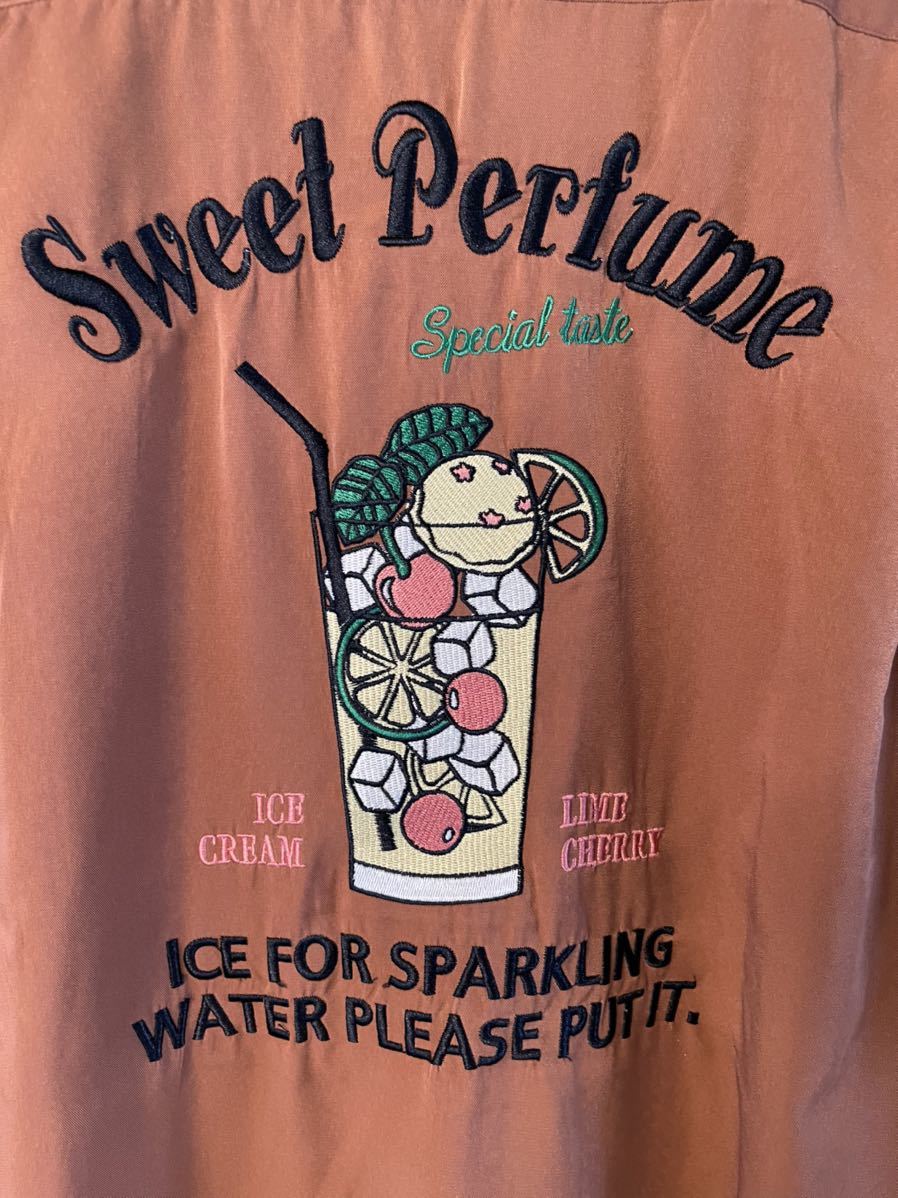 Sweet Perfume
Special taste
ICE
CREAM
LIME
CHERRY
ICE FOR SPARKLING
WATER PLEASE PUT IT.